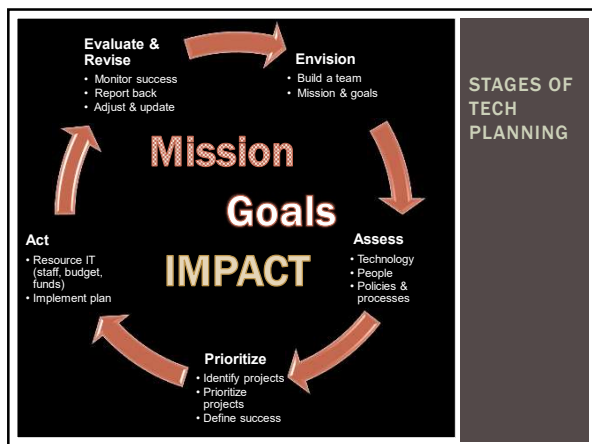 Evaluate &
Revise
• Monitor success
• Report back
• Adjust & update
Envision
• Build a team
• Mission & goals
STAGES OF
TECH
PLANNING
Mission
Goals
IMPACT
Act
• Resource IT
(staff, budget,
funds)
• Implement plan
Assess
• Technology
• People
• Policies &
processes
Prioritize
• Identify projects
• Prioritize
projects
• Define success